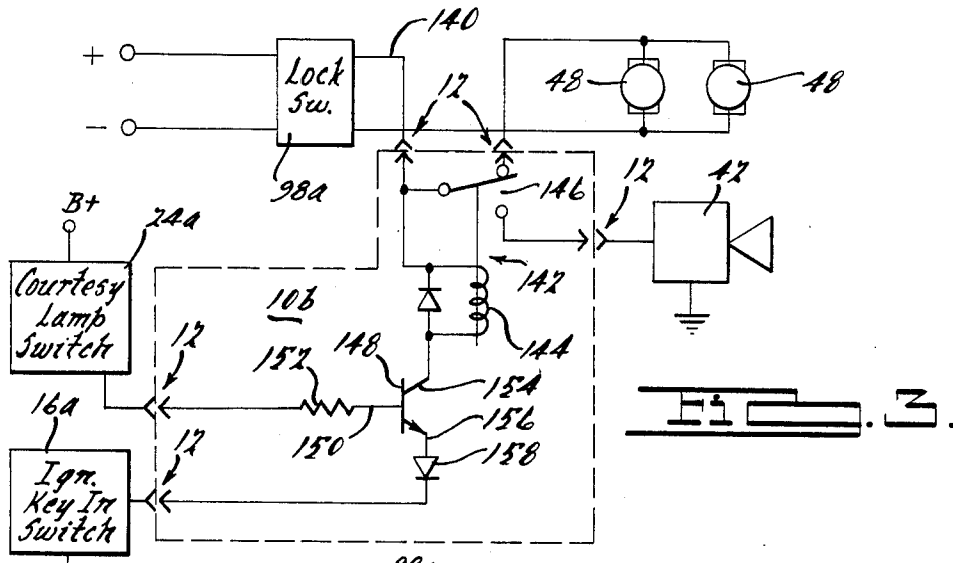 140
+
-
Lock
Sw.
98a
12
48
48
B+
24a
146
12
42
Courtesy
Lamp
Switch
10b
142
144
12
152
148
154
16a
150
156
158
12
Ign.
Key In
Switch
Fig. 3.